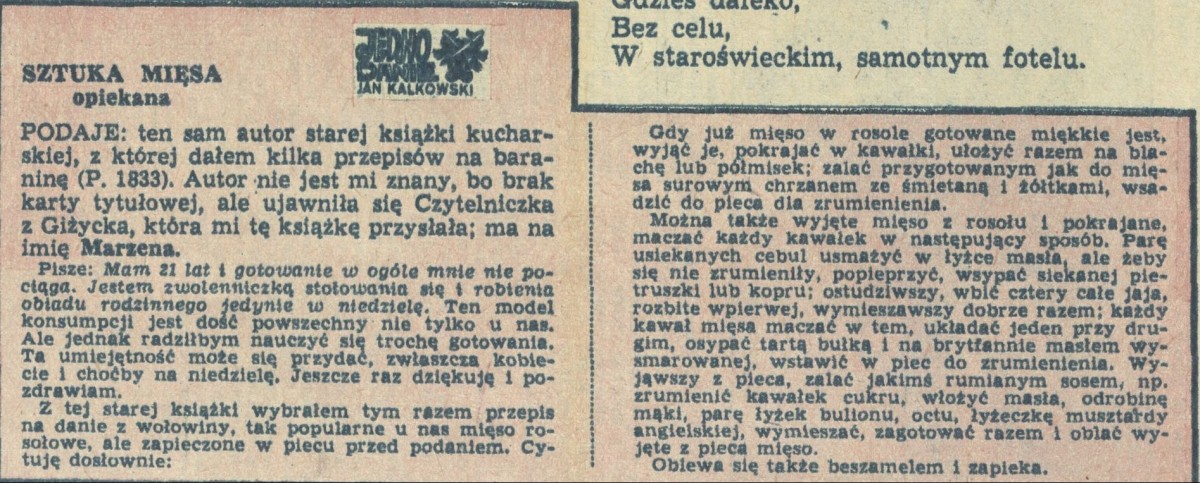 Gdzieś daleko,
Bez celu,
W staroświeckim, samotnym fotelu.
JEDNO
DANIE
JAN KALKOWSKI
SZTUKA MIĘSA
opiekana
PODAJE: ten sam autor starej książki kuchar-
skiej, z której dałem kilka przepisów na bara-
ninę (P. 1833). Autor nie jest mi znany, bo brak
karty tytułowej, ale ujawniła się Czytelniczka
z Giżycka, która mi tę książkę przysłała; ma na
imię Marzena.
Pisze: Mam 21 lat i gotowanie w ogóle mnie nie po-
ciąga. Jestem zwolenniczką stołowania się i robienia
obiadu rodzinnego jedynie w niedzielę. Ten model
konsumpcji jest dość powszechny nie tylko u nas.
Ale jednak radziłbym nauczyć się trochę gotowania.
Ta umiejętność może się przydać, zwłaszcza kobie-
cie i choćby na niedzielę. Jeszcze raz dziękuję i po-
zdrawiam.
Z tej starej książki wybrałem tym razem przepis
na danie z wołowiny, tak popularne u nas mięso ro-
sołowe, ale zapieczone w piecu przed podaniem. Cy-
tuję dosłownie:
Gdy już mięso w rosole gotowane miękkie jest,
wyjąć je, pokrajać w kawałki, ułożyć razem na bla-
chę lub półmisek; zalać przygotowanym jak do mię-
sa surowym chrzanem ze śmietaną i żółtkami, wsa-
dzić do pieca dla zrumienienia.
Można także wyjęte mięso z rosołu i pokrajane,
maczać każdy kawałek w następujący sposób. Parę
usiekanych cebul usmażyć w łyżce masła, ale żeby
się nie zrumieniły, popieprzyć, wsypać siekanej pie-
truszki lub kopru; ostudziwszy, wbić cztery całe jaja,
rozbite wpierwej, wymieszawszy dobrze razem; każdy
kawał mięsa maczać w tem, układać jeden przy dru-
gim, osypać tartą bułką i na brytfannie masłem wy-
smarowanej, wstawić w piec do zrumienienia. Wy-
jąwszy z pieca, zalać jakimś rumianym sosem, np.
zrumienić kawałek cukru, włożyć masła, odrobinę
mąki, parę łyżek bulionu, octu, łyżeczkę musztardy
angielskiej, wymieszać, zagotować razem i oblać wy-
jęte z pieca mięso.
Oblewa się także beszamelem i zapieka.